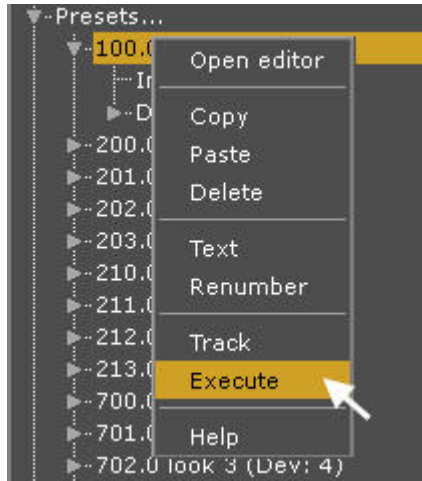 Presets...
100.0
Open editor
In
D
Copy
200.0
Paste
201.0
Delete
202.0
203.0
Text
210.0
Renumber
211.0
212.0
Track
213.0
Execute
700.0
701.0
Help
702.0 look 3 (Dev: 4)